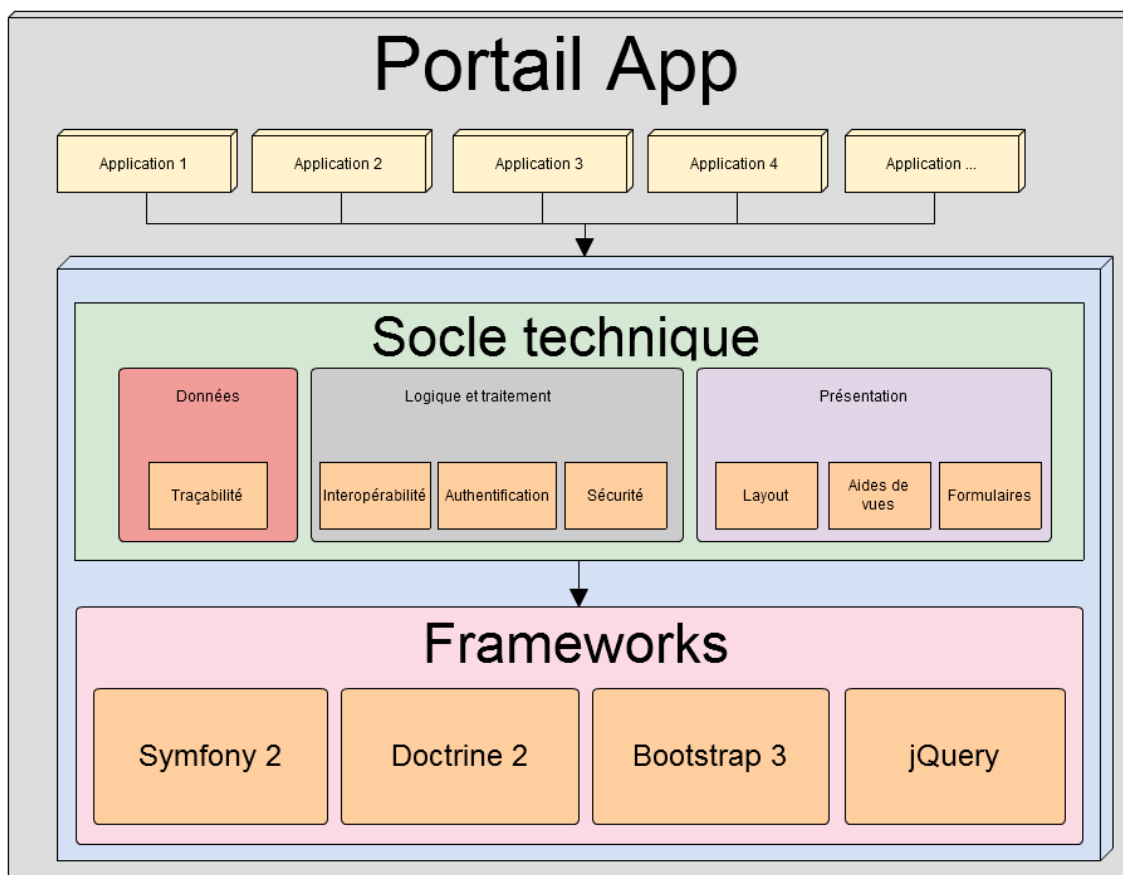 Portail App
Application 1
Application 2
Application 3
Application 4
Application ...
Socle technique
Données
Logique et traitement
Présentation
Traçabilité
Interopérabilité
Authentification
Sécurité
Layout
Aides de
vues
Formulaires
Frameworks
Symfony 2
Doctrine 2
Bootstrap 3
jQuery